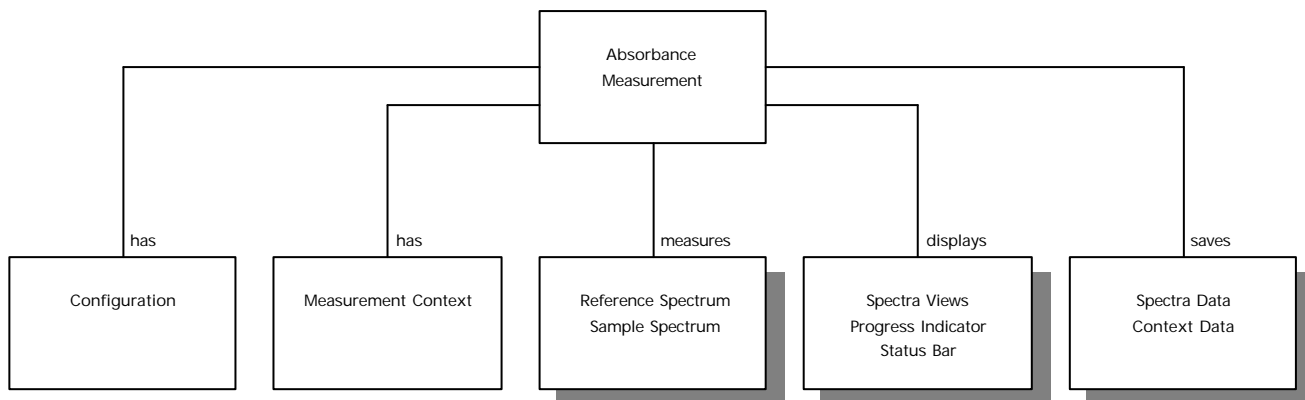 Absorbance
Measurement
has
has
measures
displays
saves
Configuration
Measurement Context
Reference Spectrum
Sample Spectrum
Spectra Views
Progress Indicator
Status Bar
Spectra Data
Context Data